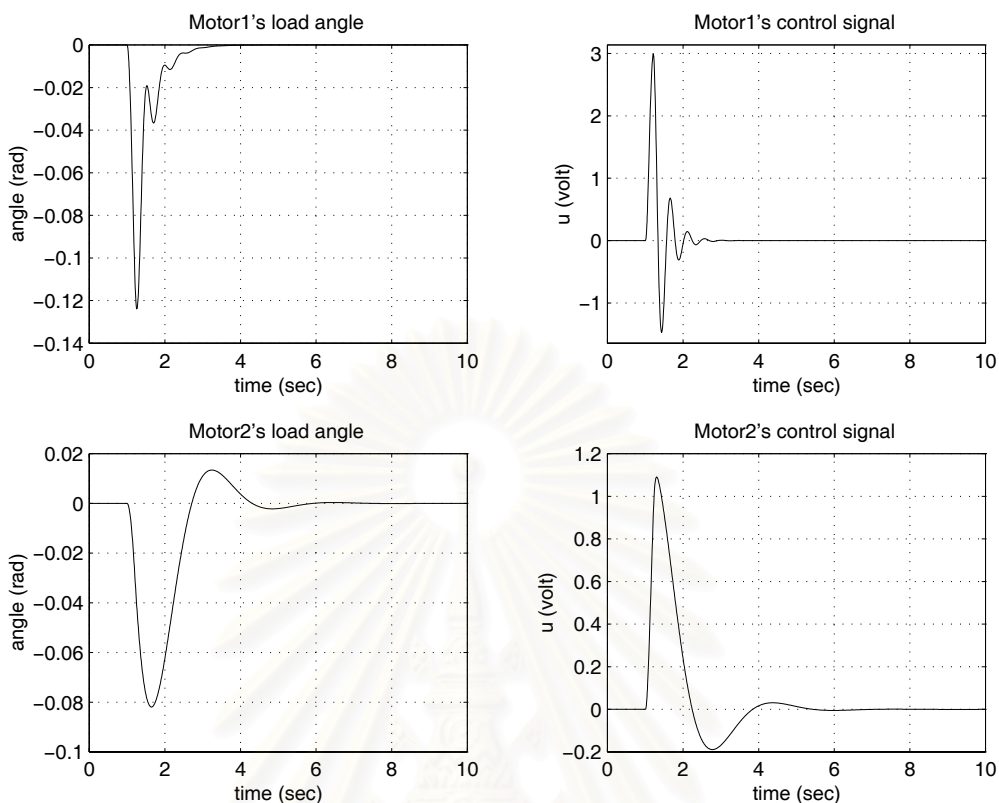 Motor1's load angle
0
−0.02
−0.04
−0.06
−0.08
−0.1
−0.12
−0.14
angle (rad)
0 2 4 6 8 10
time (sec)
Motor1's control signal
3
2
1
0
−1
u (volt)
0 2 4 6 8 10
time (sec)
Motor2's load angle
0.02
0
−0.02
−0.04
−0.06
−0.08
−0.1
angle (rad)
0 2 4 6 8 10
time (sec)
Motor2's control signal
1.2
1
0.8
0.6
0.4
0.2
0
−0.2
u (volt)
0 2 4 6 8 10
time (sec)